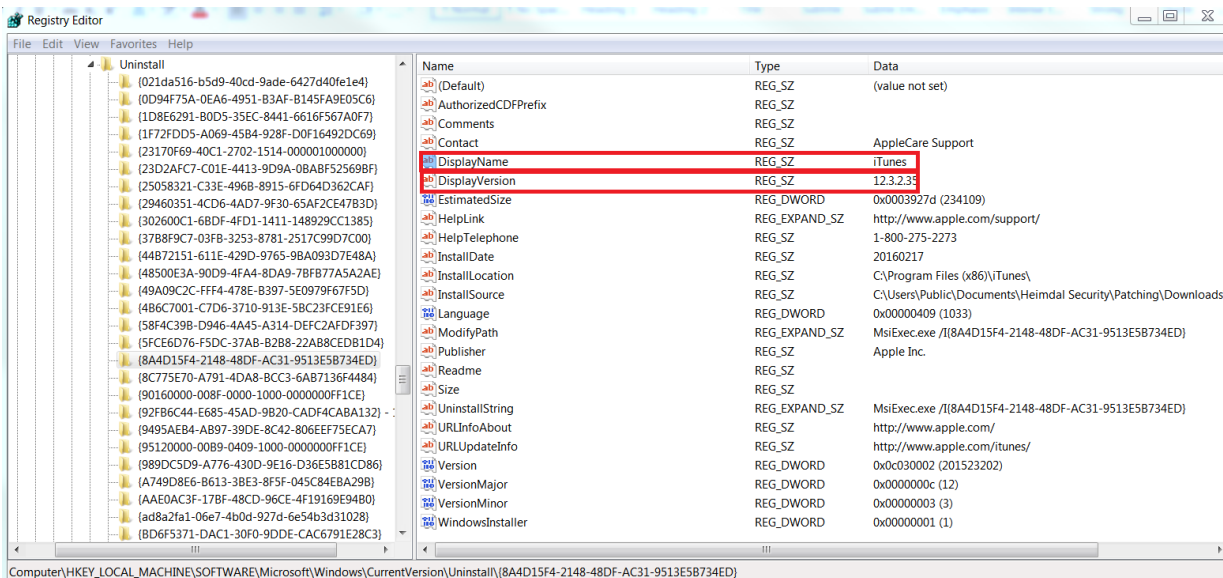 Registry Editor
File Edit View Favorites Help
Uninstall
{021da516-b5d9-40cd-9ade-6427d40fe1e4}
{0D94F75A-0EA6-4951-B3AF-B145FA9E05C6}
{1D8E6291-B0D5-35EC-8441-6616F567A0F7}
{1F72FDD5-A069-45B4-928F-D0F16492DC69}
{23170F69-40C1-2702-1514-000001000000}
{23D2AFC7-C01E-4413-9D9A-0BABF52569BF}
{25058321-C33E-496B-8915-6FD64D362CAF}
{29460351-4CD6-4AD7-9F30-65AF2CE47B3D}
{302600C1-6BDF-4FD1-1411-148929CC1385}
{37B8F9C7-03FB-3253-8781-2517C99D7C00}
{44B72151-611E-429D-9765-9BA093D7E48A}
{48500E3A-90D9-4FA4-8DA9-7BFB77A5A2AE}
{49A09C2C-FFF4-478E-B397-5E0979F67F5D}
{4B6C7001-C7D6-3710-913E-5BC23FCE91E6}
{58F4C39B-D946-4A45-A314-DEFC2AFDF397}
{5FCE6D76-F5DC-37AB-B2B8-22AB8CEDB1D4}
{8A4D15F4-2148-48DF-AC31-9513E5B734ED}
{8C775E70-A791-4DA8-BCC3-6AB7136F4484}
{90160000-008F-0000-1000-0000000FF1CE}
{92FB6C44-E685-45AD-9B20-CADF4CABA132} -
{9495AEB4-AB97-39DE-8C42-806EEF75ECA7}
{95120000-00B9-0409-1000-0000000FF1CE}
{989DC5D9-A776-430D-9E16-D36E5B81CD86}
{A749D8E6-B613-3BE3-8F5F-045C84EBA29B}
{AAE0AC3F-17BF-48CD-96CE-4F19169E94B0}
{ad8a2fa1-06e7-4b0d-927d-6e54b3d31028}
{BD6F5371-DAC1-30F0-9DDE-CAC6791E28C3}
Name Type Data
(Default) REG_SZ (value not set)
AuthorizedCDFPrefix REG_SZ
Comments REG_SZ
Contact REG_SZ AppleCare Support
DisplayName REG_SZ iTunes
DisplayVersion REG_SZ 12.3.2.35
EstimatedSize REG_DWORD 0x0003927d (234109)
HelpLink REG_EXPAND_SZ http://www.apple.com/support/
HelpTelephone REG_SZ 1-800-275-2273
InstallDate REG_SZ 20160217
InstallLocation REG_SZ C:\Program Files (x86)\iTunes\
InstallSource REG_SZ C:\Users\Public\Documents\Heimdal Security\Patching\Downloads
Language REG_DWORD 0x00000409 (1033)
ModifyPath REG_EXPAND_SZ MsiExec.exe /I{8A4D15F4-2148-48DF-AC31-9513E5B734ED}
Publisher REG_SZ Apple Inc.
Readme REG_SZ
Size REG_SZ
UninstallString REG_EXPAND_SZ MsiExec.exe /I{8A4D15F4-2148-48DF-AC31-9513E5B734ED}
URLInfoAbout REG_SZ http://www.apple.com/
URLUpdateInfo REG_SZ http://www.apple.com/itunes/
Version REG_DWORD 0x0c030002 (201523202)
VersionMajor REG_DWORD 0x0000000c (12)
VersionMinor REG_DWORD 0x00000003 (3)
WindowsInstaller REG_DWORD 0x00000001 (1)
Computer\HKEY_LOCAL_MACHINE\SOFTWARE\Microsoft\Windows\CurrentVersion\Uninstall\{8A4D15F4-2148-48DF-AC31-9513E5B734ED}